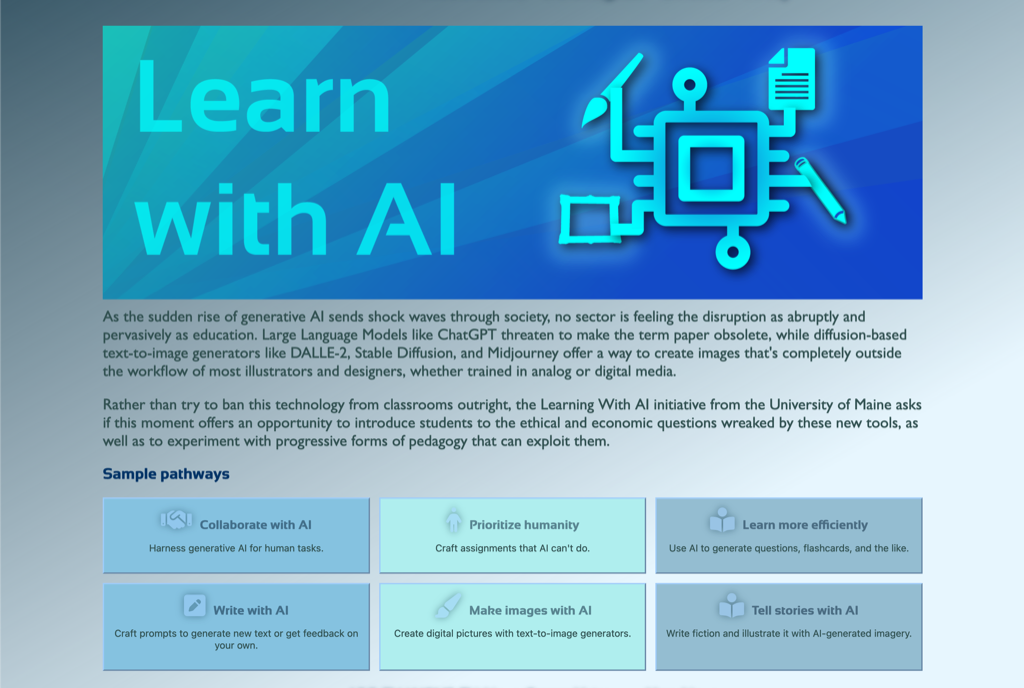 Learn
with AI
As the sudden rise of generative AI sends shock waves through society, no sector is feeling the disruption as abruptly and
pervasively as education. Large Language Models like ChatGPT threaten to make the term paper obsolete, while diffusion-based
text-to-image generators like DALLE-2, Stable Diffusion, and Midjourney offer a way to create images that's completely outside
the workflow of most illustrators and designers, whether trained in analog or digital media.
Rather than try to ban this technology from classrooms outright, the Learning With AI initiative from the University of Maine asks
if this moment offers an opportunity to introduce students to the ethical and economic questions wreaked by these new tools, as
well as to experiment with progressive forms of pedagogy that can exploit them.
Sample pathways
Collaborate with AI
Harness generative AI for human tasks.
Prioritize humanity
Craft assignments that AI can't do.
Learn more efficiently
Use AI to generate questions, flashcards, and the like.
Write with AI
Craft prompts to generate new text or get feedback on
your own.
Make images with AI
Create digital pictures with text-to-image generators.
Tell stories with AI
Write fiction and illustrate it with AI-generated imagery.